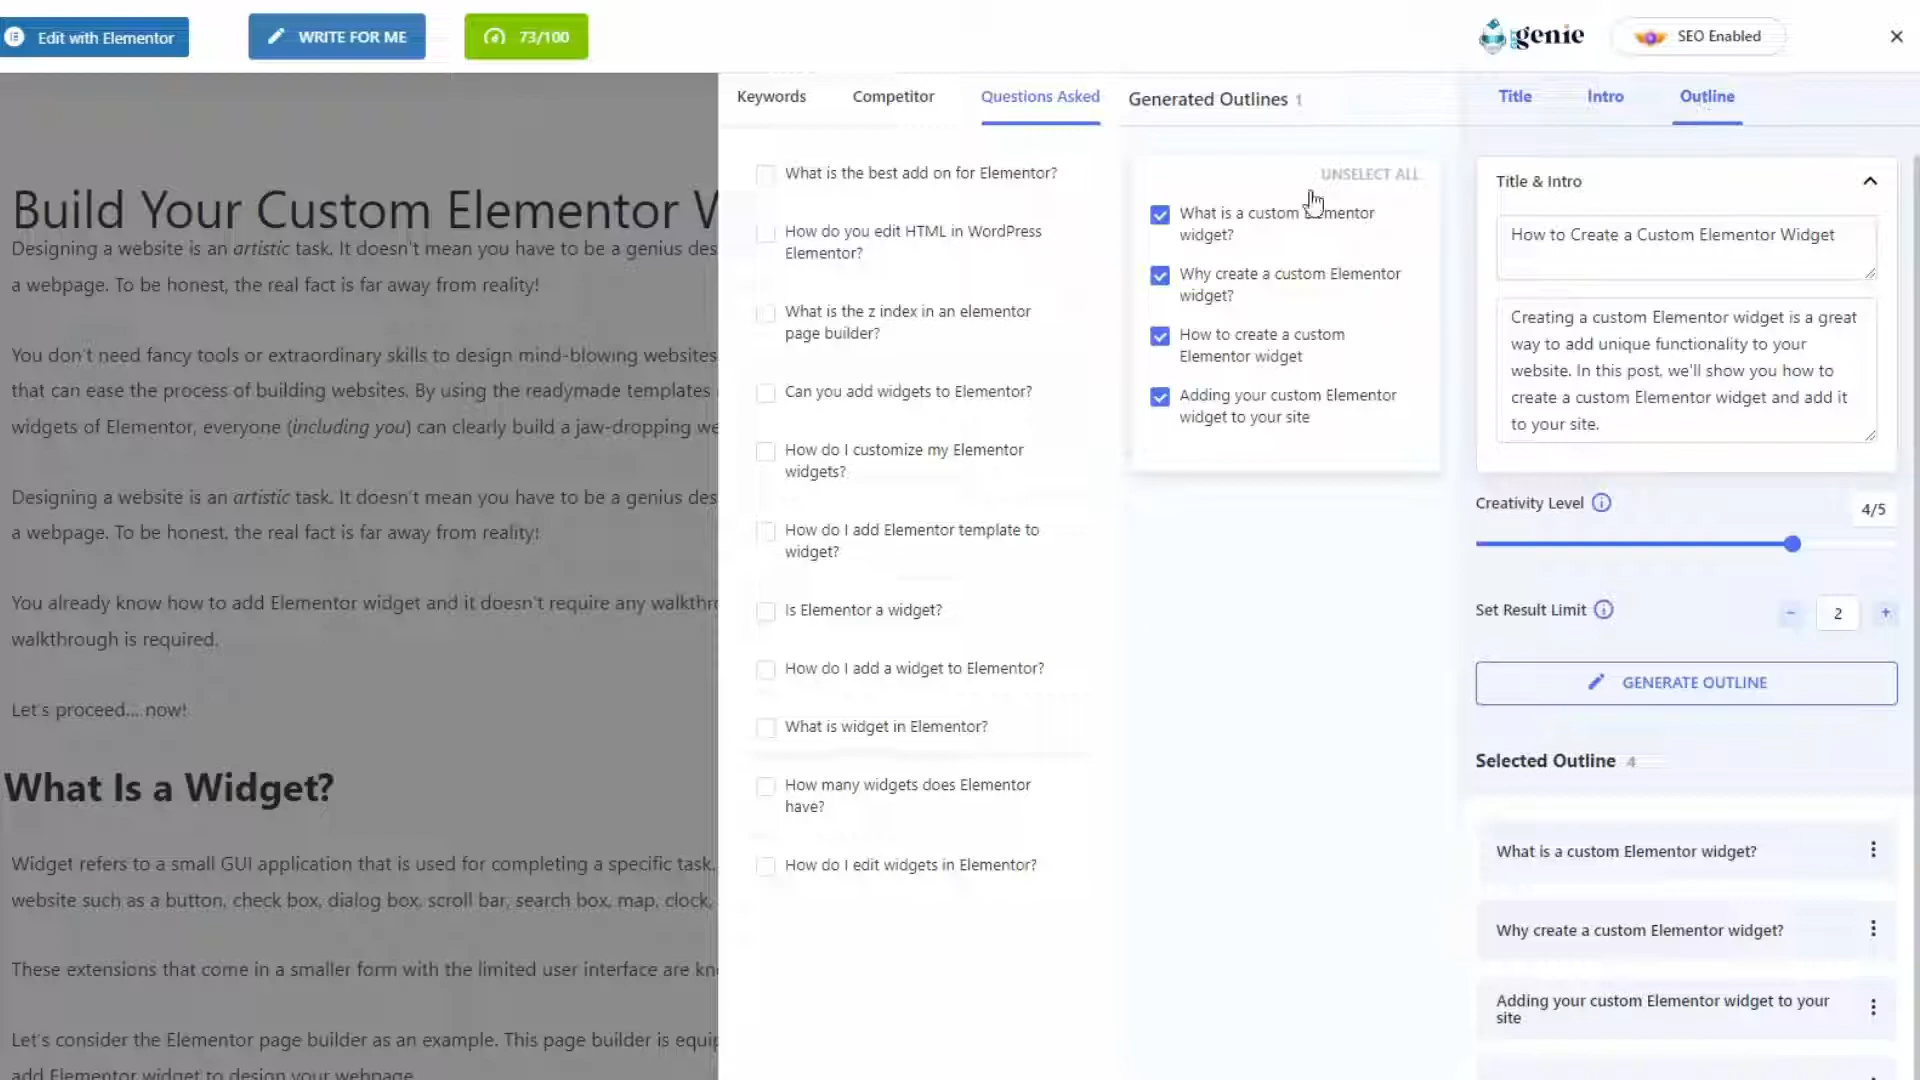 Edit with Elementor
WRITE FOR ME
73/100
genie
SEO Enabled
Build Your Custom Elementor W
Designing a website is an artistic task. It doesn't mean you have to be a genius des
a webpage. To be honest, the real fact is far away from reality!
You don't need fancy tools or extraordinary skills to design mind-blowing websites.
that can ease the process of building websites. By using the readymade templates
widgets of Elementor, everyone (including you) can clearly build a jaw-dropping we
Designing a website is an artistic task. It doesn't mean you have to be a genius des
a webpage. To be honest, the real fact is far away from reality!
You already know how to add Elementor widget and it doesn't require any walkthro
walkthrough is required.
Let's proceed... now!
What Is a Widget?
Widget refers to a small GUI application that is used for completing a specific task.
website such as a button, check box, dialog box, scroll bar, search box, map, clock,
These extensions that come in a smaller form with the limited user interface are kn
Let's consider the Elementor page builder as an example. This page builder is equip
add Elementor widget to design your webpage.
Keywords
Competitor
Questions Asked
What is the best add on for Elementor?
How do you edit HTML in WordPress
Elementor?
What is the z index in an elementor
page builder?
Can you add widgets to Elementor?
How do I customize my Elementor
widgets?
How do I add Elementor template to
widget?
Is Elementor a widget?
How do I add a widget to Elementor?
What is widget in Elementor?
How many widgets does Elementor
have?
How do I edit widgets in Elementor?
Generated Outlines 1
UNSELECT ALL
What is a custom Elementor
widget?
Why create a custom Elementor
widget?
How to create a custom
Elementor widget
Adding your custom Elementor
widget to your site
Title
Intro
Outline
Title & Intro
How to Create a Custom Elementor Widget
Creating a custom Elementor widget is a great
way to add unique functionality to your
website. In this post, we'll show you how to
create a custom Elementor widget and add it
to your site.
Creativity Level
4/5
Set Result Limit
- 2 +
GENERATE OUTLINE
Selected Outline 4
What is a custom Elementor widget?
Why create a custom Elementor widget?
Adding your custom Elementor widget to your
site